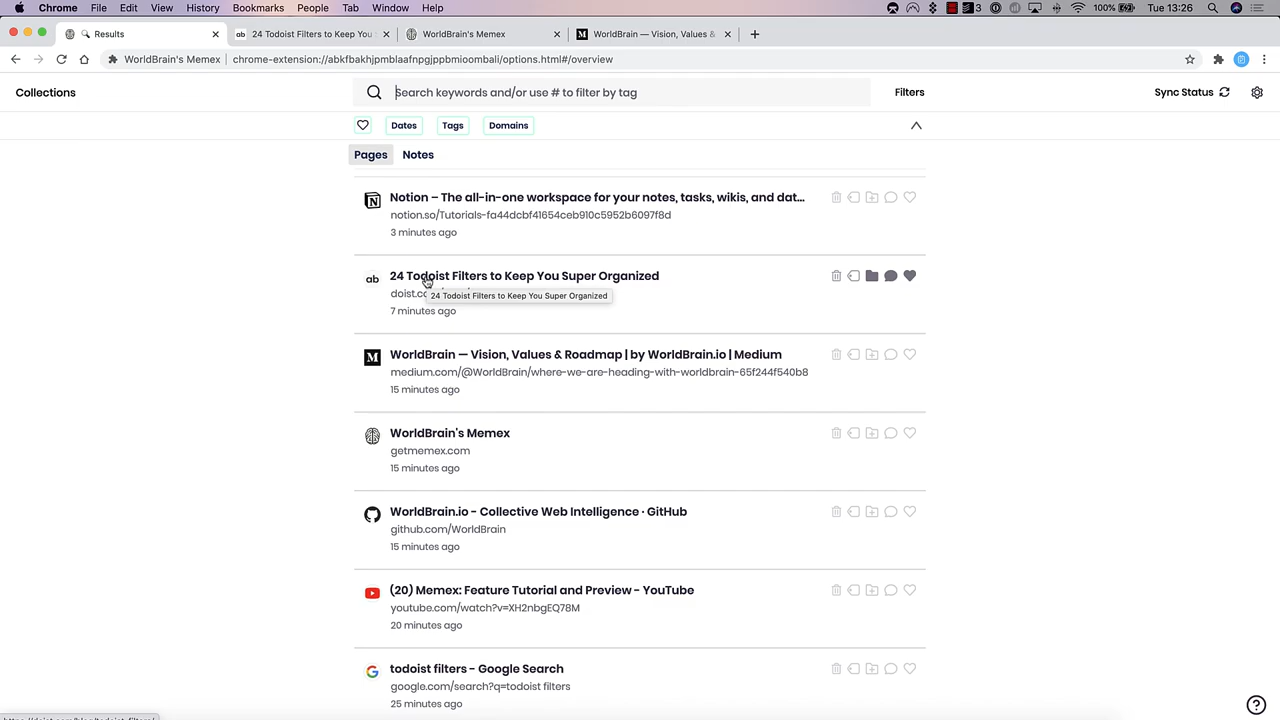 Chrome File Edit View History Bookmarks People Tab Window Help 3 100% Tue 13:26
Results ab 24 Todoist Filters to Keep You WorldBrain's Memex M WorldBrain — Vision, Values &
WorldBrain's Memex chrome-extension://abkfbakhjpmblaafnpgjppbmioombali/options.html#/overview
Collections Search keywords and/or use # to filter by tag Filters Sync Status
Dates Tags Domains
Pages Notes
Notion – The all-in-one workspace for your notes, tasks, wikis, and dat...
notion.so/Tutorials-fa44dcbf41654ceb910c5952b6097f8d
3 minutes ago
ab 24 Todoist Filters to Keep You Super Organized
doist.co
24 Todoist Filters to Keep You Super Organized
7 minutes ago
M WorldBrain — Vision, Values & Roadmap | by WorldBrain.io | Medium
medium.com/@WorldBrain/where-we-are-heading-with-worldbrain-65f244f540b8
15 minutes ago
WorldBrain's Memex
getmemex.com
15 minutes ago
WorldBrain.io - Collective Web Intelligence · GitHub
github.com/WorldBrain
15 minutes ago
(20) Memex: Feature Tutorial and Preview - YouTube
youtube.com/watch?v=XH2nbgEQ78M
20 minutes ago
todoist filters - Google Search
google.com/search?q=todoist filters
25 minutes ago